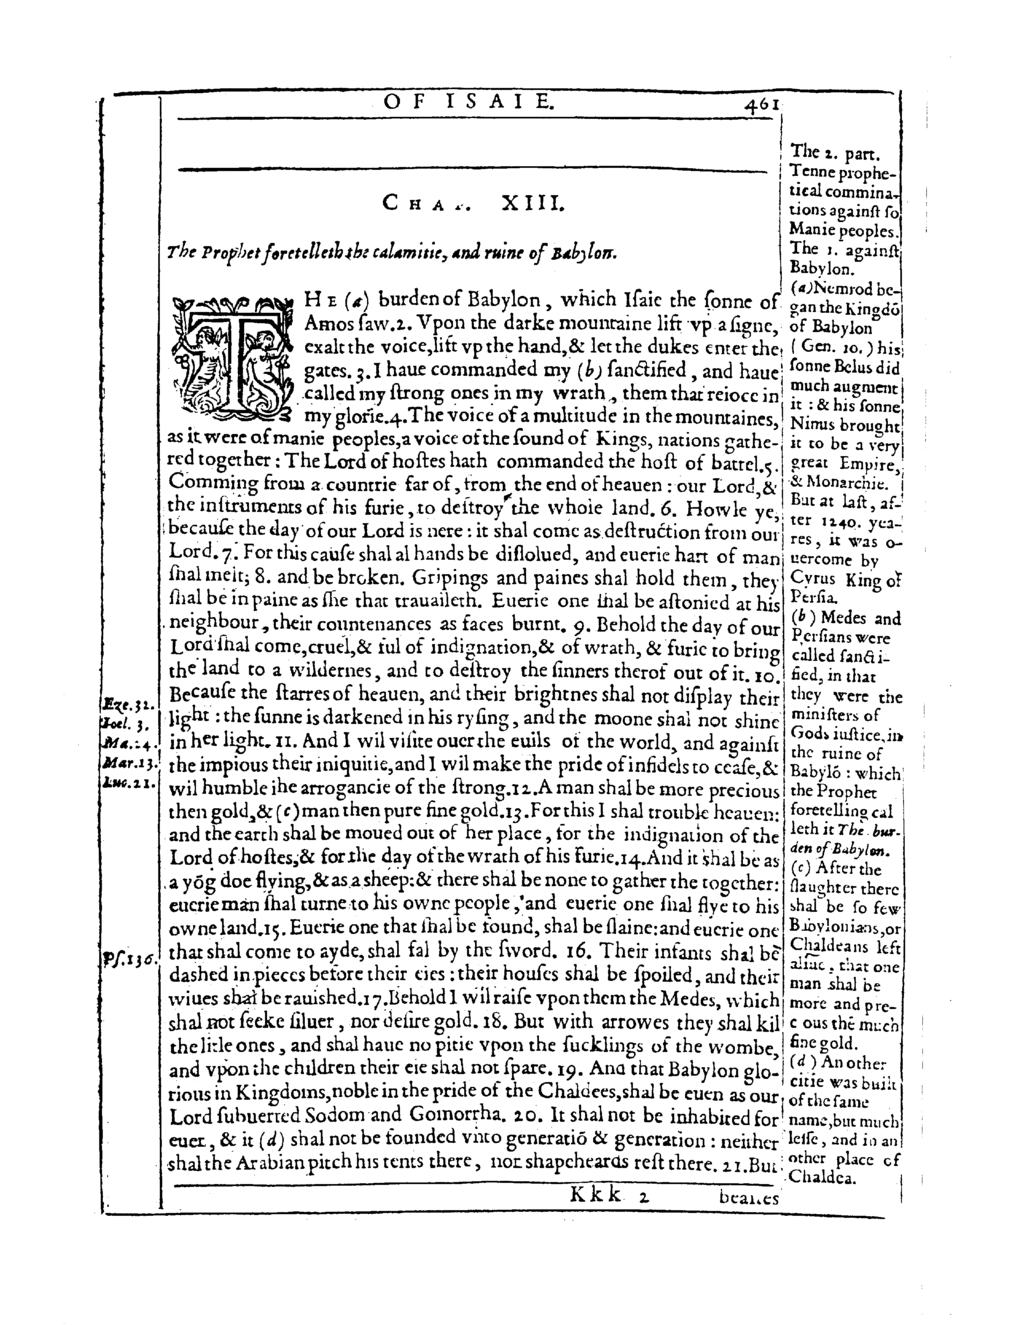 OF ISAIE. 461
CHAP. XIII.
The Prophet foretelleth the calamitie, and ruine of Babylon.
THE (a) burden of Babylon, which Isaie the sonne of
Amos saw. 2. Vpon the darke mountaine lift vp a signe,
exalt the voice, lift vp the hand, & let the dukes enter the
gates. 3. I haue commanded my (b) sanctified, and haue
called my strong ones in my wrath, them that reioce in
my glorie. 4. The voice of a multitude in the mountaines,
as it were of manie peoples, a voice of the sound of Kings, nations gathe-
red together: The Lord of hostes hath commanded the host of battel. 5.
Comming from a countrie far of, from the end of heauen: our Lord, &
the instruments of his furie, to destroy the whole land. 6. Howle ye,
because the day of our Lord is nere: it shal come as destruction from our
Lord. 7. For this cause shal al hands be dissolued, and euerie hart of man
shal melt; 8. and be broken. Gripings and paines shal hold them, they
shal be in paine as she that trauaileth. Euerie one shal be astonied at his
neighbour, their countenances as faces burnt. 9. Behold the day of our
Lord shal come, cruel, & ful of indignation, & of wrath, & furie to bring
the land to a wildernes, and to destroy the sinners therof out of it. 10.
Because the starres of heauen, and their brightnes shal not display their
light: the sunne is darkened in his rysing, and the moone shal not shine
in her light. 11. And I wil visite ouer the euils of the world, and against
the impious their iniquitie, and I wil make the pride of infidels to cease, &
wil humble the arrogancie of the strong. 12. A man shal be more precious
then gold, & (c) man then pure fine gold. 13. For this I shal trouble heauen:
and the earth shal be moued out of her place, for the indignation of the
Lord of hostes, & for the day of the wrath of his furie. 14. And it shal be as
a yōg doe flying, & as a sheep: & there shal be none to gather the together:
euerie man shal turne to his owne people, and euerie one shal flye to his
owne land. 15. Euerie one that shal be found, shal be slaine: and euerie one
that shal come to ayde, shal fal by the sword. 16. Their infants shal bē
dashed in pieces before their eies: their houses shal be spoiled, and their
wiues shal be rauished. 17. Behold I wil raise vpon them the Medes, which
shal not seeke siluer, nor desire gold. 18. But with arrowes they shal kil
the litle ones, and shal haue no pitie vpon the sucklings of the wombe,
and vpon the children their eie shal not spare. 19. And that Babylon glo-
rious in Kingdoms, noble in the pride of the Chaldees, shal be euen as our
Lord subuerted Sodom and Gomorrha. 20. It shal not be inhabited for
euer, & it (d) shal not be founded vnto generatiō & generation: neither
shal the Arabian pitch his tents there, nor shapheards rest there. 21. But
Kkk 2 beastes
Eze. 32.
Ioel. 3.
Ma. 24.
Mar. 13.
Luc. 21.
Ps. 136.
The 2. part.
Tenne prophe-
tical commina-
tions against so
Manie peoples.
The 1. against
Babylon.
(a) Nemrod be-
gan the Kingdō
of Babylon
(Gen. 10.) his
sonne Belus did
much augment
it: & his sonne
Ninus brought
it to be a very
great Empire,
& Monarchie.
But at last, af-
ter 1240. yea-
res, it was o-
uercome by
Cyrus King of
Persia.
(b) Medes and
Persians were
called sancti-
fied, in that
they were the
ministers of
Gods iustice, in
the ruine of
Babylō: which
the Prophet
foretelling cal
leth it The bur-
den of Babylon.
(c) After the
slaughter there
shal be so few
Babylonians, or
Chaldeans left
aliue, that one
man shal be
more and pre-
cious thē much
fine gold.
(d) An other
citie was built
of the same
name, but much
lesse, and in an
other place of
Chaldea.